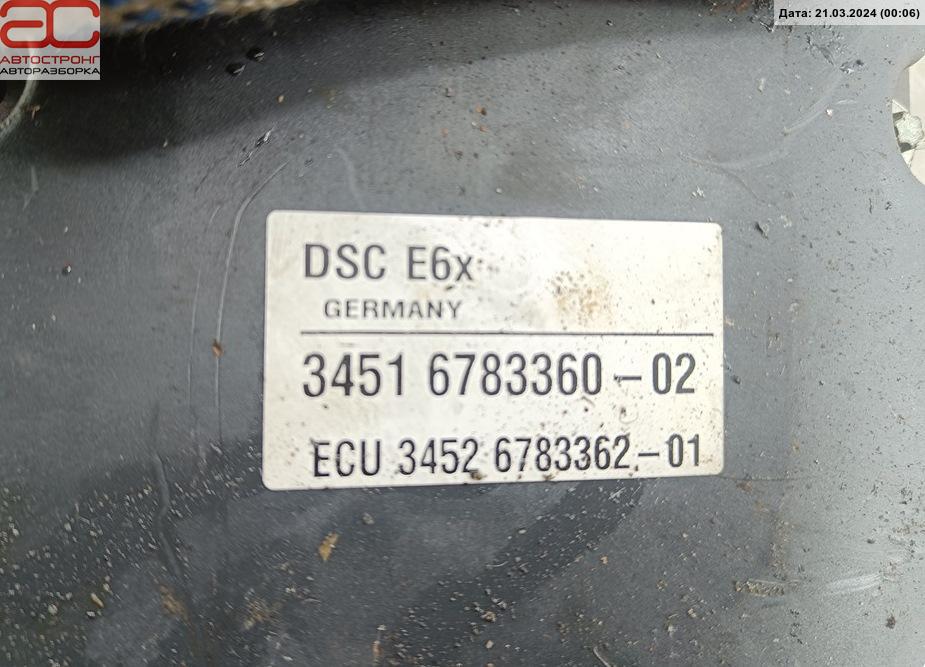 ac
АВТОСТРОНГ
АВТОРАЗБОРКА
Дата: 21.03.2024 (00:06)
DSC E6x
GERMANY
3451 6783360-02
ECU 3452 6783362-01